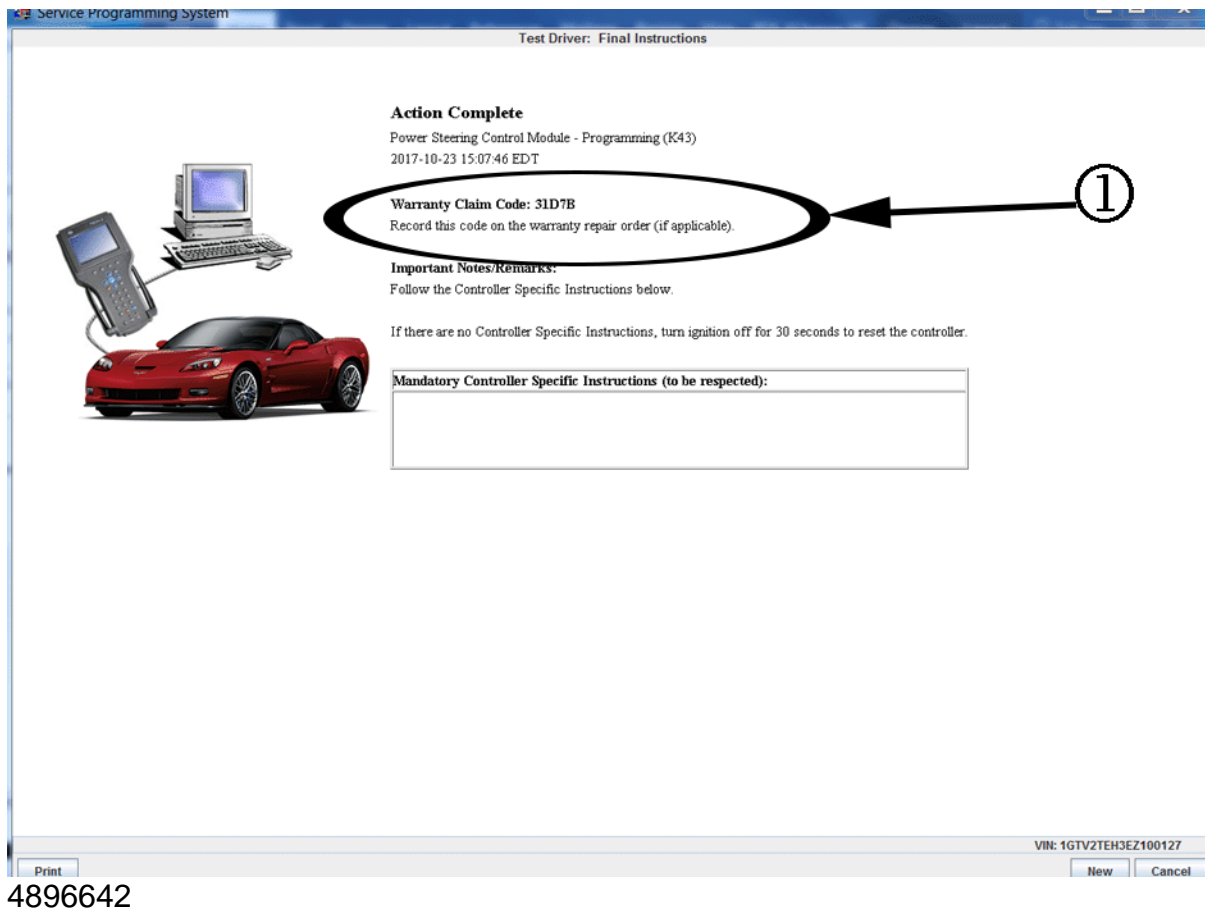 Service Programming System
Test Driver: Final Instructions
Action Complete
Power Steering Control Module - Programming (K43)
2017-10-23 15:07:46 EDT
Warranty Claim Code: 31D7B
Record this code on the warranty repair order (if applicable).
①
Important Notes/Remarks:
Follow the Controller Specific Instructions below.
If there are no Controller Specific Instructions, turn ignition off for 30 seconds to reset the controller.
Mandatory Controller Specific Instructions (to be respected):
VIN: 1GTV2TEH3EZ100127
Print
New
Cancel
4896642